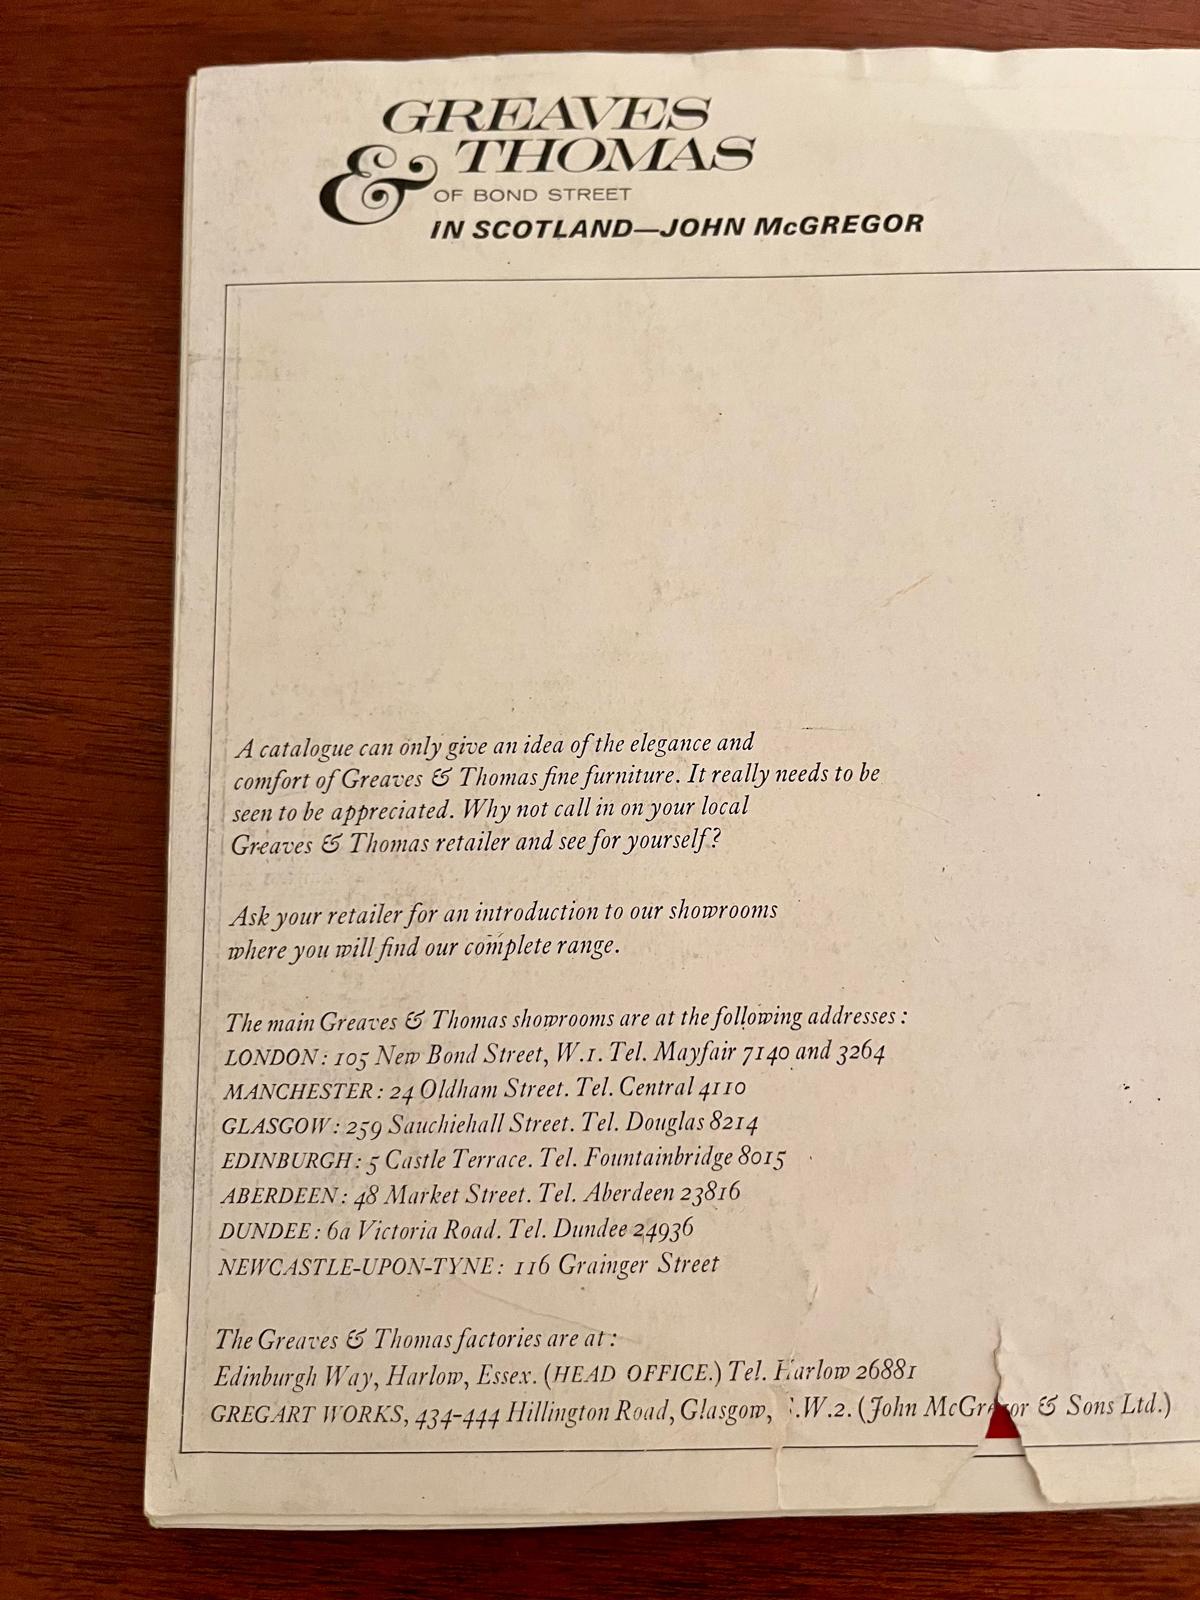 GREAVES
& THOMAS
OF BOND STREET
IN SCOTLAND—JOHN McGREGOR
A catalogue can only give an idea of the elegance and
comfort of Greaves & Thomas fine furniture. It really needs to be
seen to be appreciated. Why not call in on your local
Greaves & Thomas retailer and see for yourself?
Ask your retailer for an introduction to our showrooms
where you will find our complete range.
The main Greaves & Thomas showrooms are at the following addresses:
LONDON: 105 New Bond Street, W.1. Tel. Mayfair 7140 and 3264
MANCHESTER: 24 Oldham Street. Tel. Central 4110
GLASGOW: 259 Sauchiehall Street. Tel. Douglas 8214
EDINBURGH: 5 Castle Terrace. Tel. Fountainbridge 8015
ABERDEEN: 48 Market Street. Tel. Aberdeen 23816
DUNDEE: 6a Victoria Road. Tel. Dundee 24936
NEWCASTLE-UPON-TYNE: 116 Grainger Street
The Greaves & Thomas factories are at:
Edinburgh Way, Harlow, Essex. (HEAD OFFICE.) Tel. Harlow 26881
GREGART WORKS, 434-444 Hillington Road, Glasgow, .W.2. (John McGregor & Sons Ltd.)